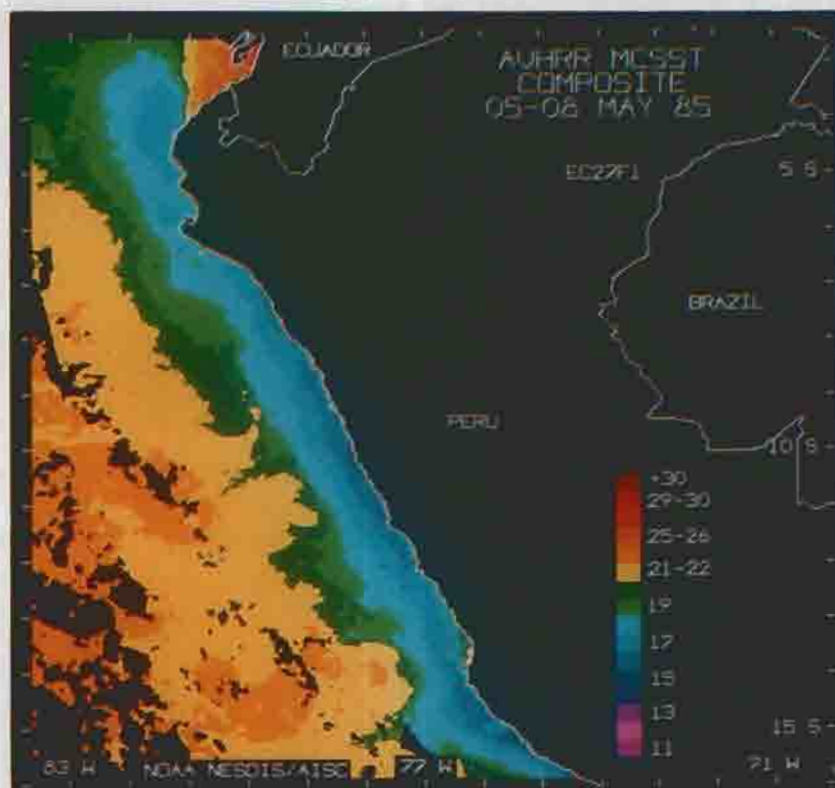 ECUADOR
AVHRR MCSST
COMPOSITE
05-08 MAY 85
EC27F1
5 S
BRAZIL
PERU
10 S
+30
29-30
25-26
21-22
19
17
15
13
11
15 S
83 W
NOAA NESDIS/AISC
77 W
71 W